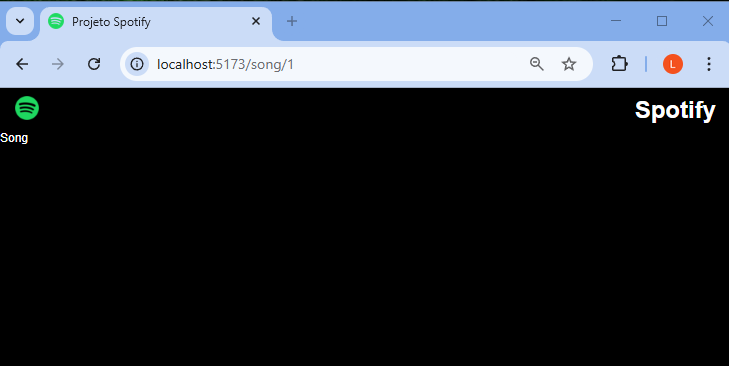 Projeto Spotify
localhost:5173/song/1
L
Spotify
Song